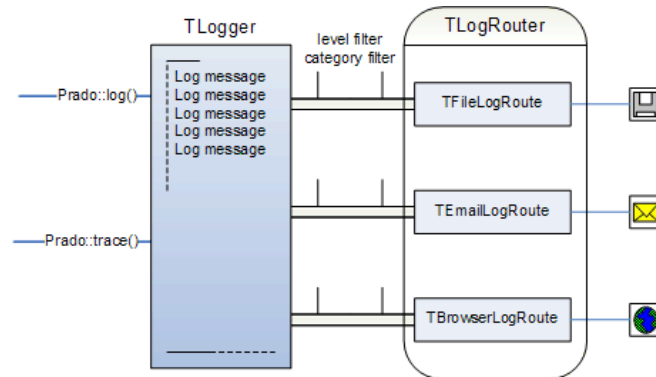 TLogger
level filter
category filter
TLogRouter
Log message
Log message
Log message
Log message
Log message
Prado::log()
TFileLogRoute
TEmailLogRoute
Prado::trace()
TBrowserLogRoute